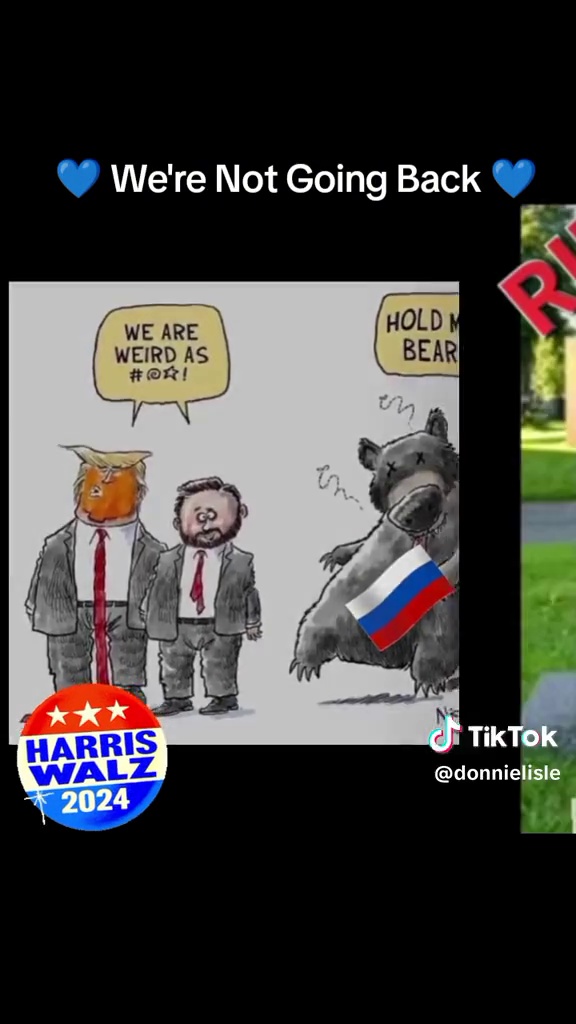 💙 We're Not Going Back 💙
WE ARE
WEIRD AS
#@☆!
HOLD M
BEAR
HARRIS
WALZ
2024
TikTok
@donnielisle